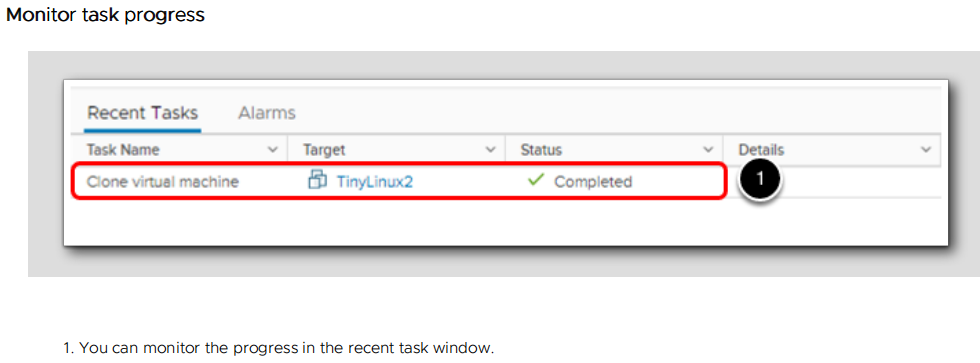 Monitor task progress
Recent Tasks Alarms
Task Name Target Status Details
Clone virtual machine TinyLinux2 Completed 1
1. You can monitor the progress in the recent task window.